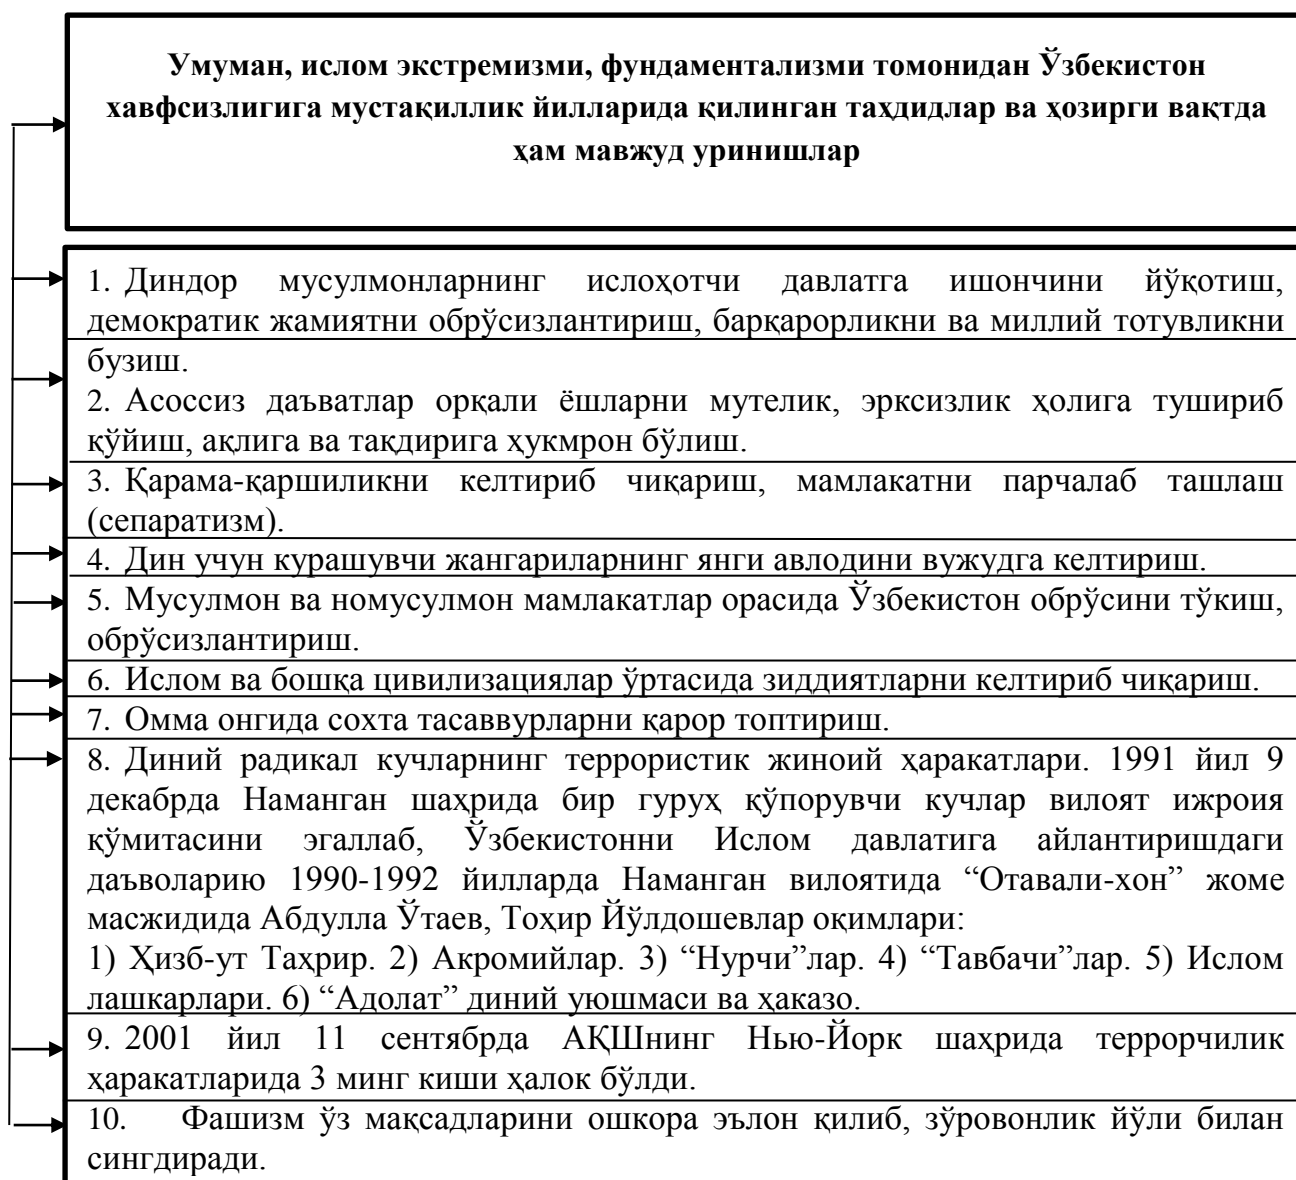 Умуман, ислом экстремизми, фундаментализми томонидан Ўзбекистон
хавфсизлигига мустақиллик йилларида қилинган таҳдидлар ва ҳозирги вақтда
ҳам мавжуд уринишлар
1. Диндор мусулмонларнинг ислоҳотчи давлатга ишончини йўқотиш,
демократик жамиятни обрўсизлантириш, барқарорликни ва миллий тотувликни
бузиш.
2. Асоссиз даъватлар орқали ёшларни мутелик, эрксизлик ҳолига тушириб
қўйиш, ақлига ва тақдирига ҳукмрон бўлиш.
3. Қарама-қаршиликни келтириб чиқариш, мамлакатни парчалаб ташлаш
(сепаратизм).
4. Дин учун курашувчи жангариларнинг янги авлодини вужудга келтириш.
5. Мусулмон ва номусулмон мамлакатлар орасида Ўзбекистон обрўсини тўкиш,
обрўсизлантириш.
6. Ислом ва бошқа цивилизациялар ўртасида зиддиятларни келтириб чиқариш.
7. Омма онгида сохта тасаввурларни қарор топтириш.
8. Диний радикал кучларнинг террористик жиноий ҳаракатлари. 1991 йил 9
декабрда Наманган шаҳрида бир гуруҳ қўпорувчи кучлар вилоят ижроия
қўмитасини эгаллаб, Ўзбекистонни Ислом давлатига айлантиришдаги
даъволарию 1990-1992 йилларда Наманган вилоятида “Отавали-хон” жоме
масжидида Абдулла Ўтаев, Тоҳир Йўлдошевлар оқимлари:
1) Ҳизб-ут Таҳрир. 2) Акромийлар. 3) “Нурчи”лар. 4) “Тавбачи”лар. 5) Ислом
лашкарлари. 6) “Адолат” диний уюшмаси ва ҳаказо.
9. 2001 йил 11 сентябрда АҚШнинг Нью-Йорк шаҳрида террорчилик
ҳаракатларида 3 минг киши ҳалок бўлди.
10. Фашизм ўз мақсадларини ошкора эълон қилиб, зўровонлик йўли билан
сингдиради.